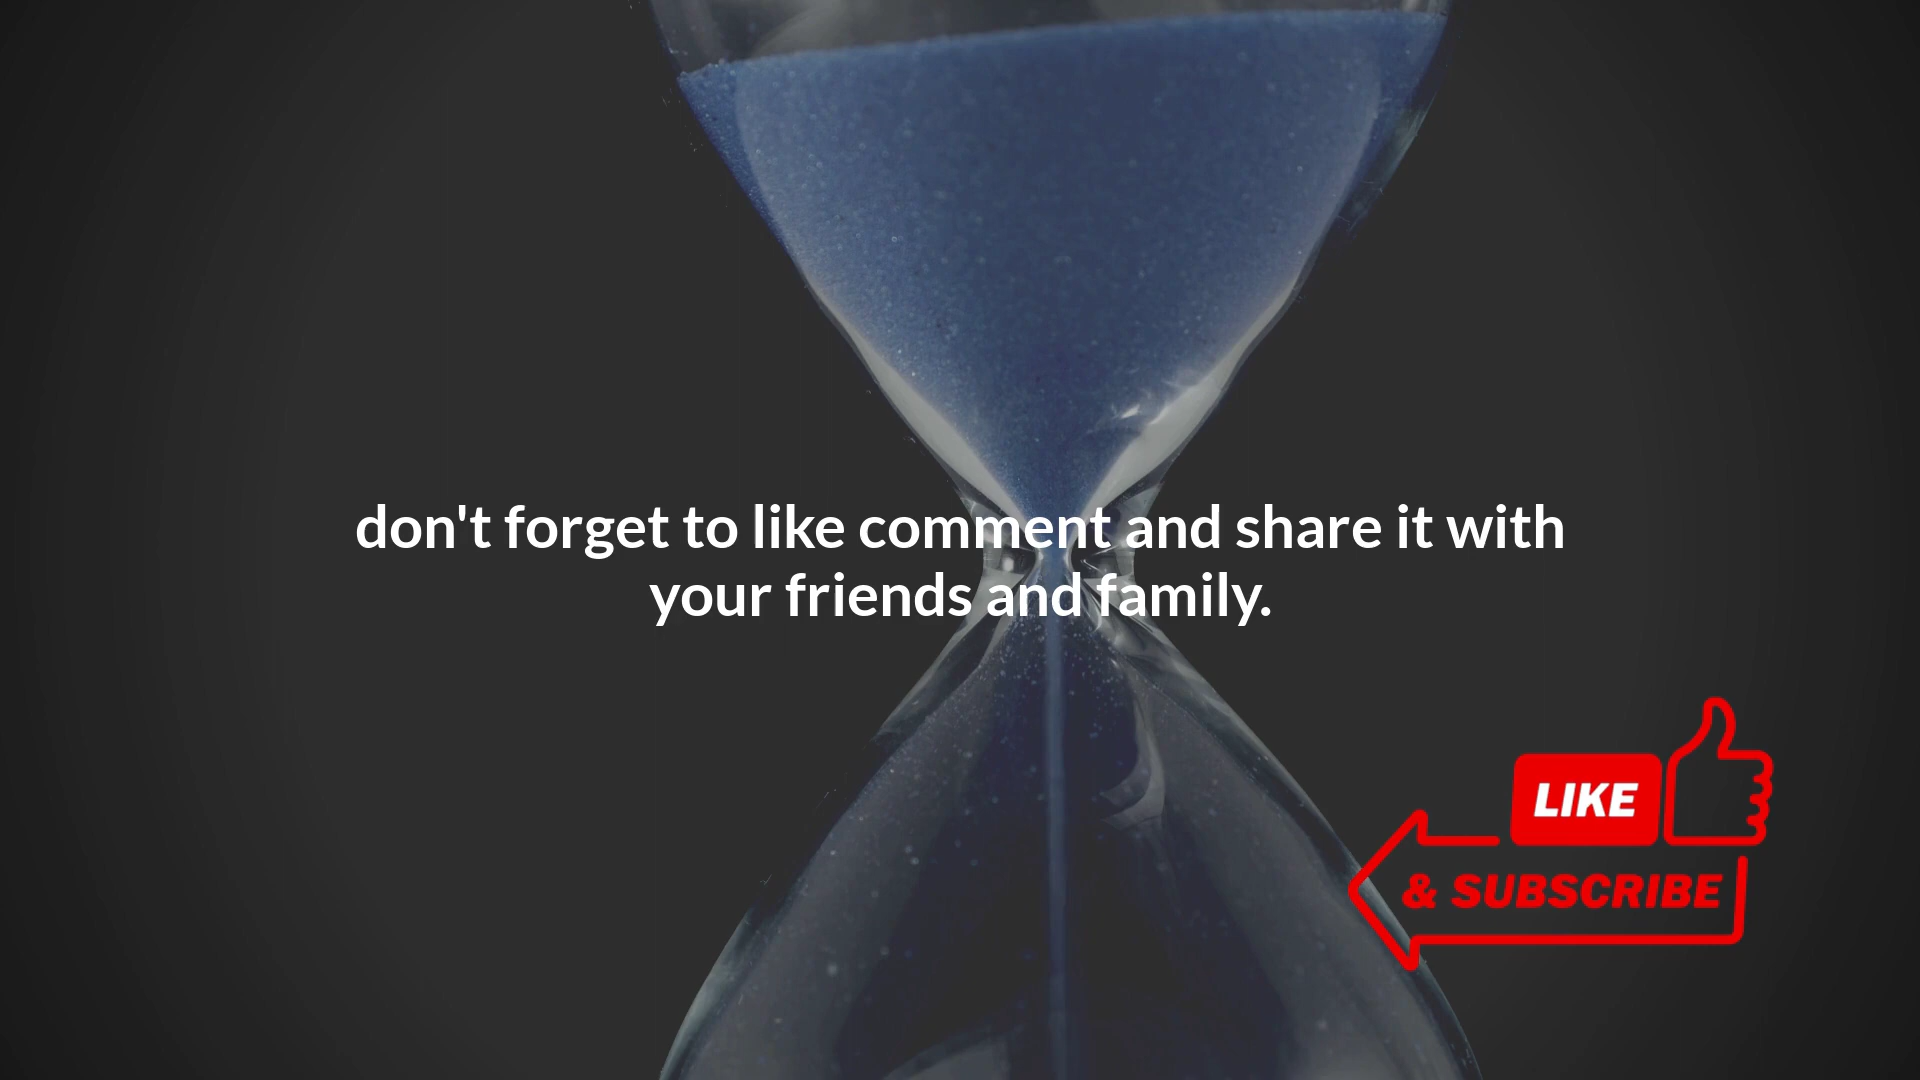 don't forget to like comment and share it with
your friends and family.
LIKE
& SUBSCRIBE